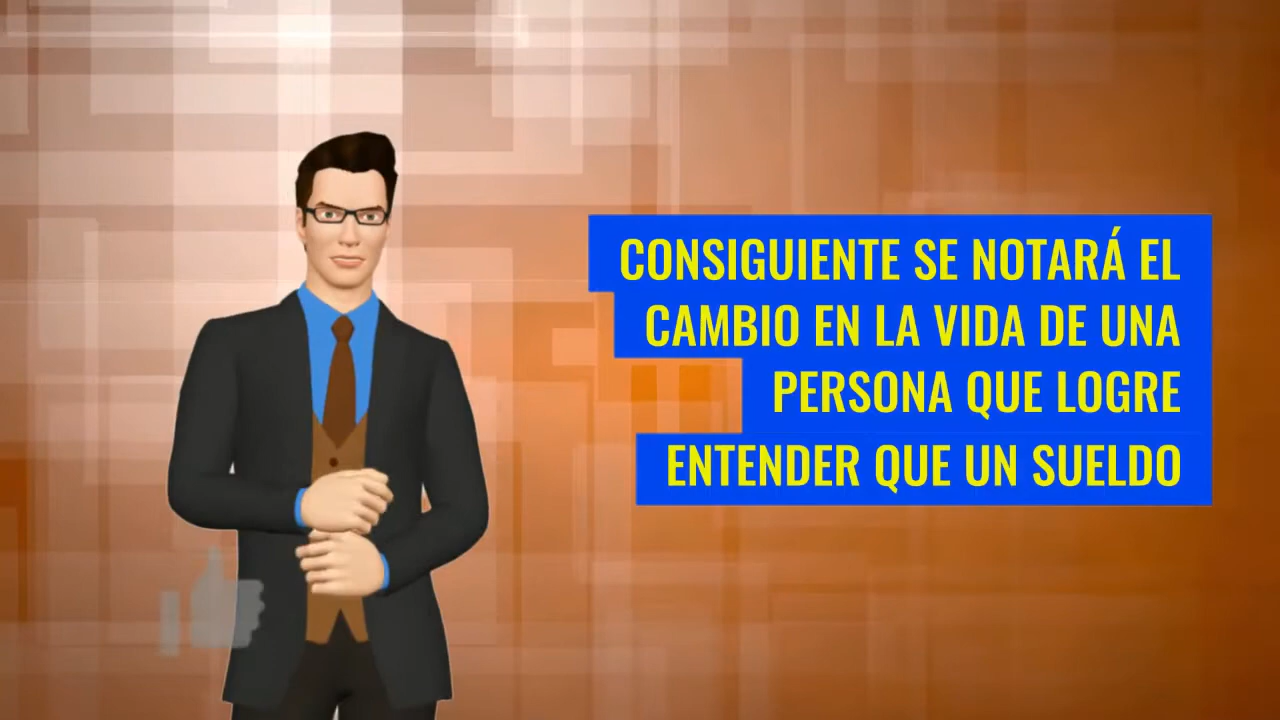 CONSIGUIENTE SE NOTARÁ EL
CAMBIO EN LA VIDA DE UNA
PERSONA QUE LOGRE
ENTENDER QUE UN SUELDO